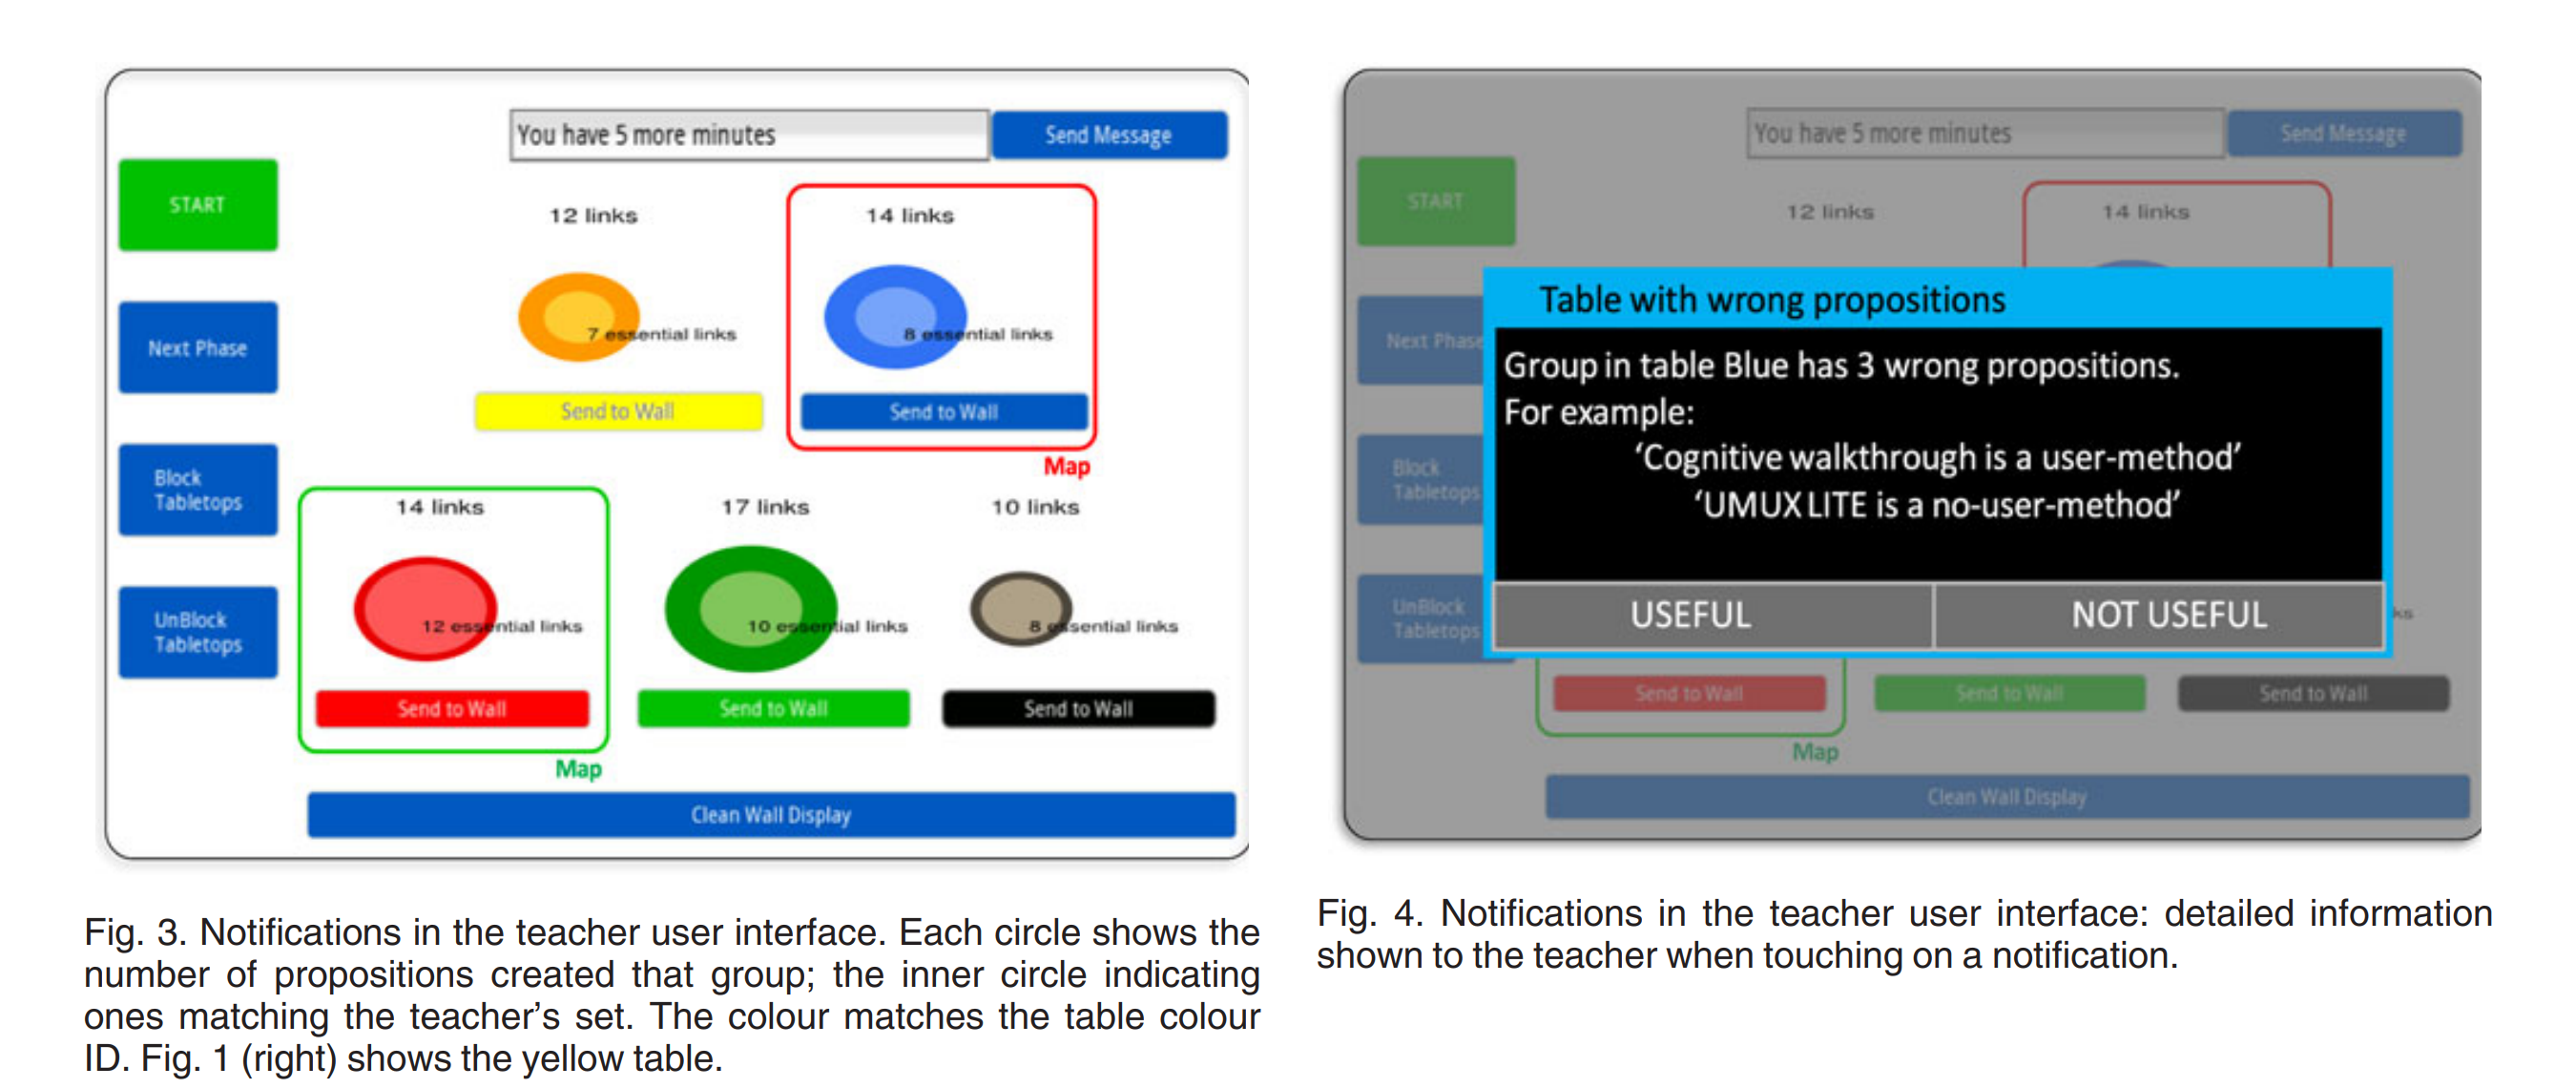 You have 5 more minutes
Send Message
START
12 links
14 links
Next Phase
7 essential links
8 essential links
Send to Wall
Send to Wall
Map
Block
Tabletops
14 links
17 links
10 links
UnBlock
Tabletops
12 essential links
10 essential links
8 essential links
Send to Wall
Send to Wall
Send to Wall
Map
Clean Wall Display
Fig. 3. Notifications in the teacher user interface. Each circle shows the
number of propositions created that group; the inner circle indicating
ones matching the teacher's set. The colour matches the table colour
ID. Fig. 1 (right) shows the yellow table.
You have 5 more minutes
Send Message
START
12 links
14 links
Next Phase
Table with wrong propositions
Group in table Blue has 3 wrong propositions.
For example:
‘Cognitive walkthrough is a user-method’
‘UMUX LITE is a no-user-method’
Block
Tabletops
UnBlock
Tabletops
USEFUL
NOT USEFUL
ks
Send to Wall
Send to Wall
Send to Wall
Map
Clean Wall Display
Fig. 4. Notifications in the teacher user interface: detailed information
shown to the teacher when touching on a notification.